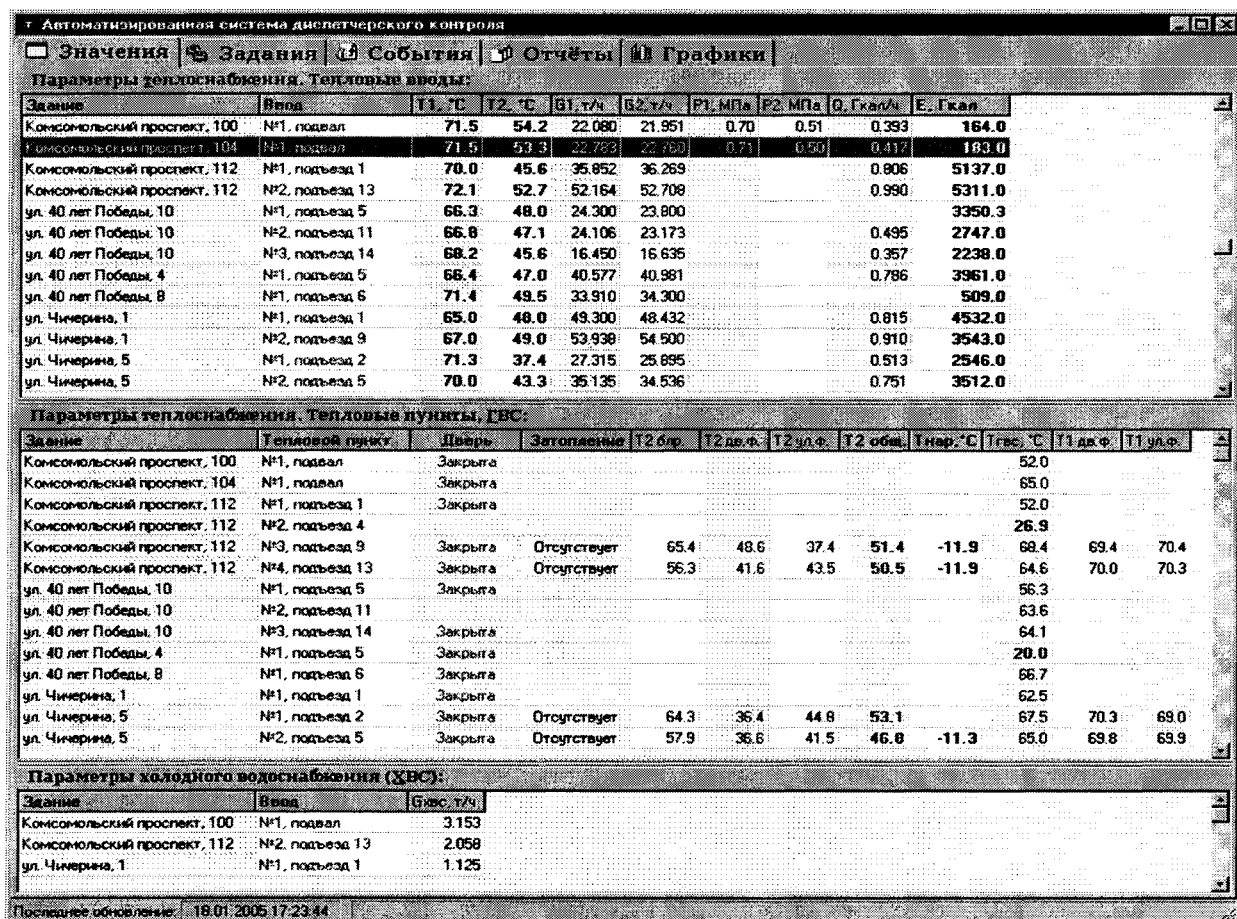 Автоматизированная система диспетчерского контроля
Значения Задания События Отчёты Графики
Параметры теплоснабжения. Тепловые вводы:
Здание Ввод T1, °C T2, °C G1, т/ч G2, т/ч P1, МПа P2, МПа Q, Гкал/ч E, Гкал
Комсомольский проспект, 100 №1, подвал 71.5 54.2 22.080 21.951 0.70 0.51 0.393 164.0
Комсомольский проспект, 104 №1, подвал 71.5 53.3 22.783 22.760 0.71 0.50 0.417 183.0
Комсомольский проспект, 112 №1, подъезд 1 70.0 45.6 35.852 36.269 0.806 5137.0
Комсомольский проспект, 112 №2, подъезд 13 72.1 52.7 52.164 52.708 0.990 5311.0
ул. 40 лет Победы, 10 №1, подъезд 5 66.3 48.0 24.300 23.800 3350.3
ул. 40 лет Победы, 10 №2, подъезд 11 66.8 47.1 24.106 23.173 0.495 2747.0
ул. 40 лет Победы, 10 №3, подъезд 14 68.2 45.6 16.450 16.635 0.357 2238.0
ул. 40 лет Победы, 4 №1, подъезд 5 66.4 47.0 40.577 40.981 0.786 3961.0
ул. 40 лет Победы, 8 №1, подъезд 6 71.4 49.5 33.910 34.300 509.0
ул. Чичерина, 1 №1, подъезд 1 65.0 48.0 49.300 48.432 0.815 4532.0
ул. Чичерина, 1 №2, подъезд 9 67.0 49.0 53.938 54.500 0.910 3543.0
ул. Чичерина, 5 №1, подъезд 2 71.3 37.4 27.315 25.895 0.513 2546.0
ул. Чичерина, 5 №2, подъезд 5 70.0 43.3 35.135 34.536 0.751 3512.0
Параметры теплоснабжения. Тепловые пункты, ГВС:
Здание Тепловой пункт Дверь Затопление T2 блр. T2 дв.ф. T2 ул.ф. T2 общ. Tнар,°C Tгвс, °C T1 дв.ф. T1 ул.ф.
Комсомольский проспект, 100 №1, подвал Закрыта 52.0
Комсомольский проспект, 104 №1, подвал Закрыта 65.0
Комсомольский проспект, 112 №1, подъезд 1 Закрыта 52.0
Комсомольский проспект, 112 №2, подъезд 4 26.9
Комсомольский проспект, 112 №3, подъезд 9 Закрыта Отсутствует 65.4 48.6 37.4 51.4 -11.9 68.4 69.4 70.4
Комсомольский проспект, 112 №4, подъезд 13 Закрыта Отсутствует 56.3 41.6 43.5 50.5 -11.9 64.6 70.0 70.3
ул. 40 лет Победы, 10 №1, подъезд 5 Закрыта 56.3
ул. 40 лет Победы, 10 №2, подъезд 11 63.6
ул. 40 лет Победы, 10 №3, подъезд 14 Закрыта 64.1
ул. 40 лет Победы, 4 №1, подъезд 5 Закрыта 20.0
ул. 40 лет Победы, 8 №1, подъезд 6 Закрыта 66.7
ул. Чичерина, 1 №1, подъезд 1 Закрыта 62.5
ул. Чичерина, 5 №1, подъезд 2 Закрыта Отсутствует 64.3 36.4 44.8 53.1 67.5 70.3 69.0
ул. Чичерина, 5 №2, подъезд 5 Закрыта Отсутствует 57.9 36.6 41.5 46.8 -11.3 65.0 69.8 69.9
Параметры холодного водоснабжения (ХВС):
Здание Ввод Gхвс, т/ч
Комсомольский проспект, 100 №1, подвал 3.153
Комсомольский проспект, 112 №2, подъезд 13 2.058
ул. Чичерина, 1 №1, подъезд 1 1.125
Последнее обновление: 18.01.2005 17:23:44